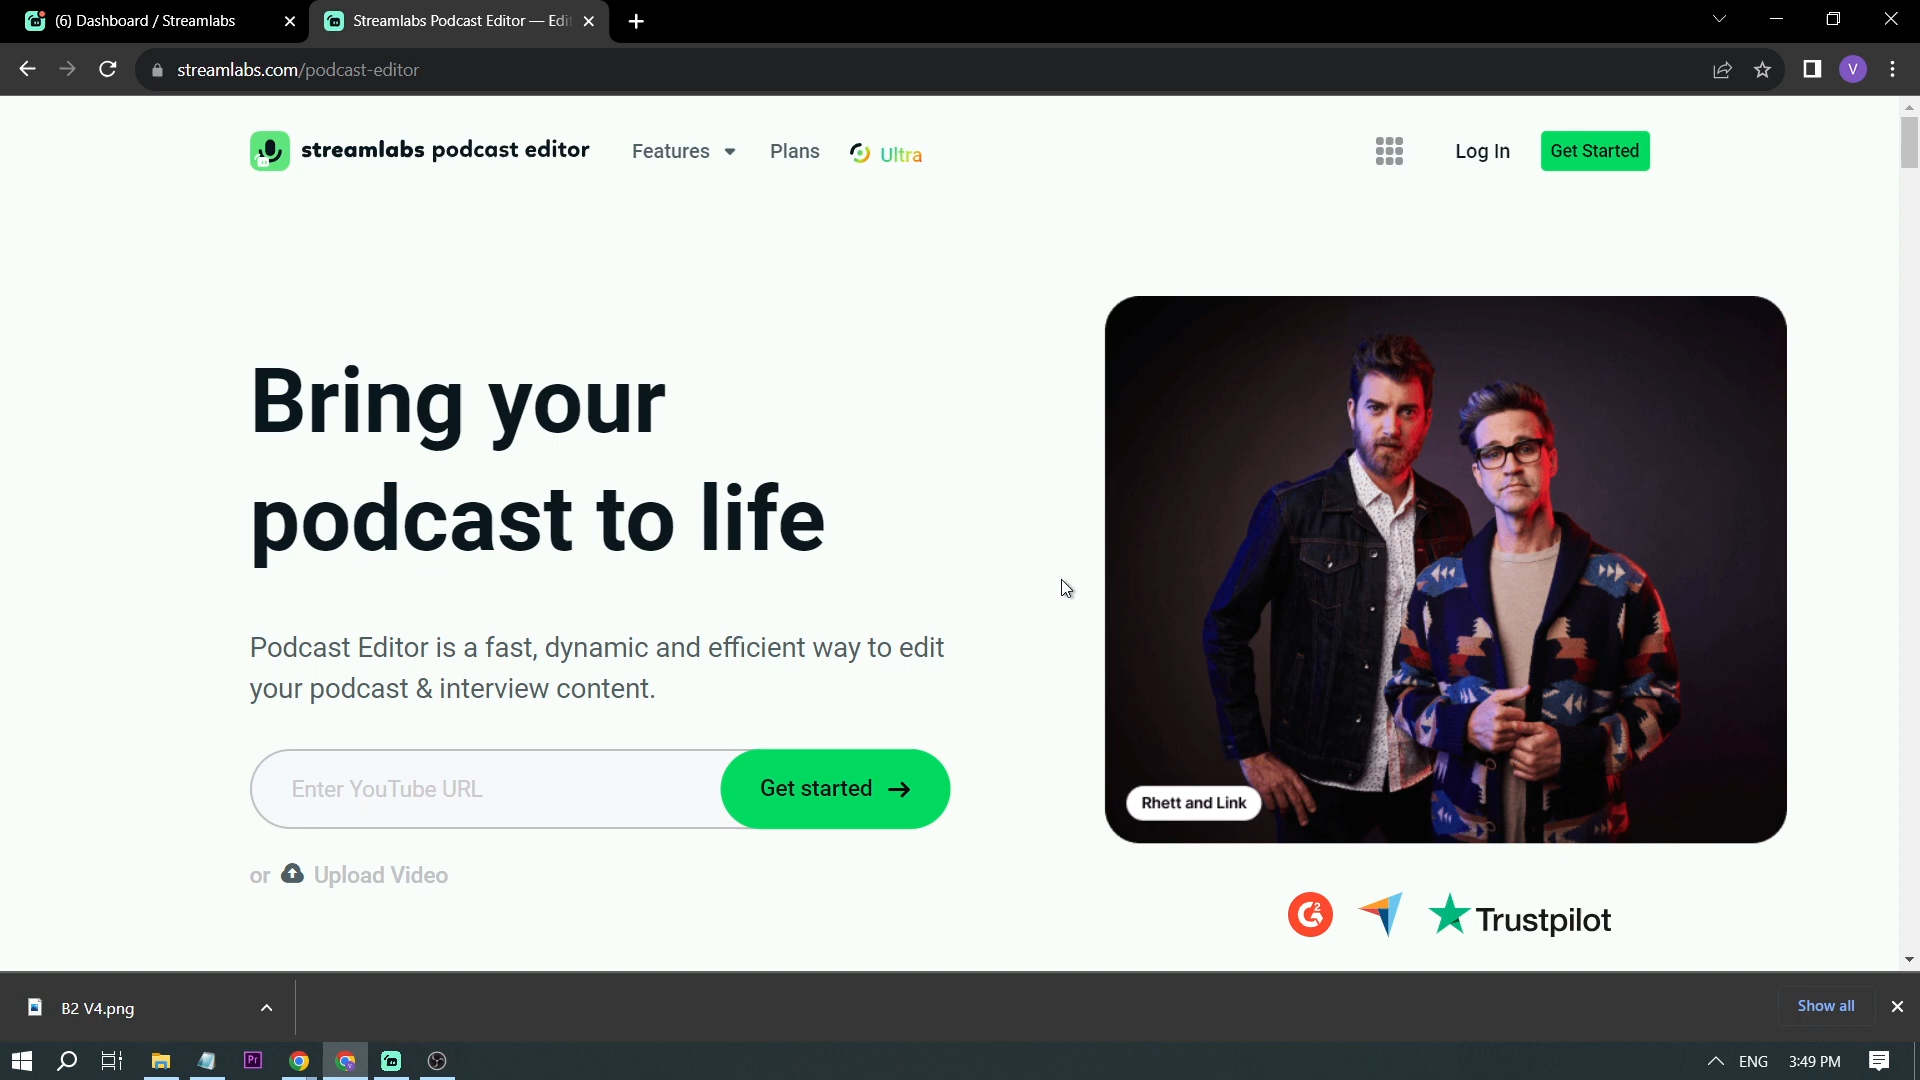 (6) Dashboard / Streamlabs
Streamlabs Podcast Editor — Edi
streamlabs.com/podcast-editor
V
streamlabs podcast editor
Features
Plans
Ultra
Log In
Get Started
Bring your
podcast to life
Podcast Editor is a fast, dynamic and efficient way to edit
your podcast & interview content.
Enter YouTube URL
Get started
or Upload Video
Rhett and Link
G2
Trustpilot
B2 V4.png
Show all
Pr
ENG
3:49 PM